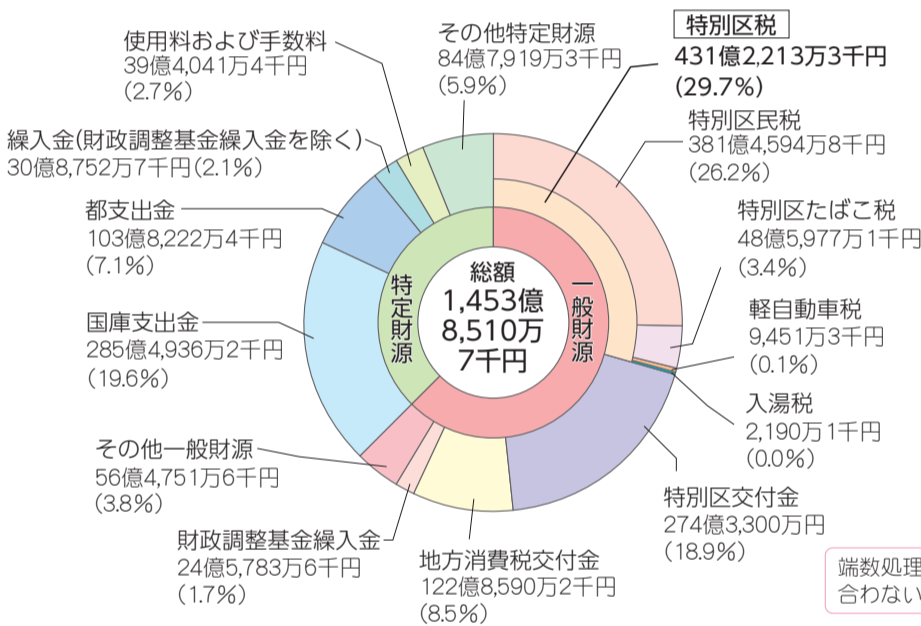 特別区税
431億2,213万3千円
(29.7%)
特別区民税
381億4,594万8千円
(26.2%)
特別区たばこ税
48億5,977万1千円
(3.4%)
軽自動車税
9,451万3千円
(0.1%)
入湯税
2,190万1千円
(0.0%)
特別区交付金
274億3,300万円
(18.9%)
地方消費税交付金
122億8,590万2千円
(8.5%)
財政調整基金繰入金
24億5,783万6千円
(1.7%)
その他一般財源
56億4,751万6千円
(3.8%)
国庫支出金
285億4,936万2千円
(19.6%)
都支出金
103億8,222万4千円
(7.1%)
繰入金(財政調整基金繰入金を除く)
30億8,752万7千円(2.1%)
使用料および手数料
39億4,041万4千円
(2.7%)
その他特定財源
84億7,919万3千円
(5.9%)
特定財源
総額
1,453億
8,510万
7千円
一般財源
端数処理
合わない